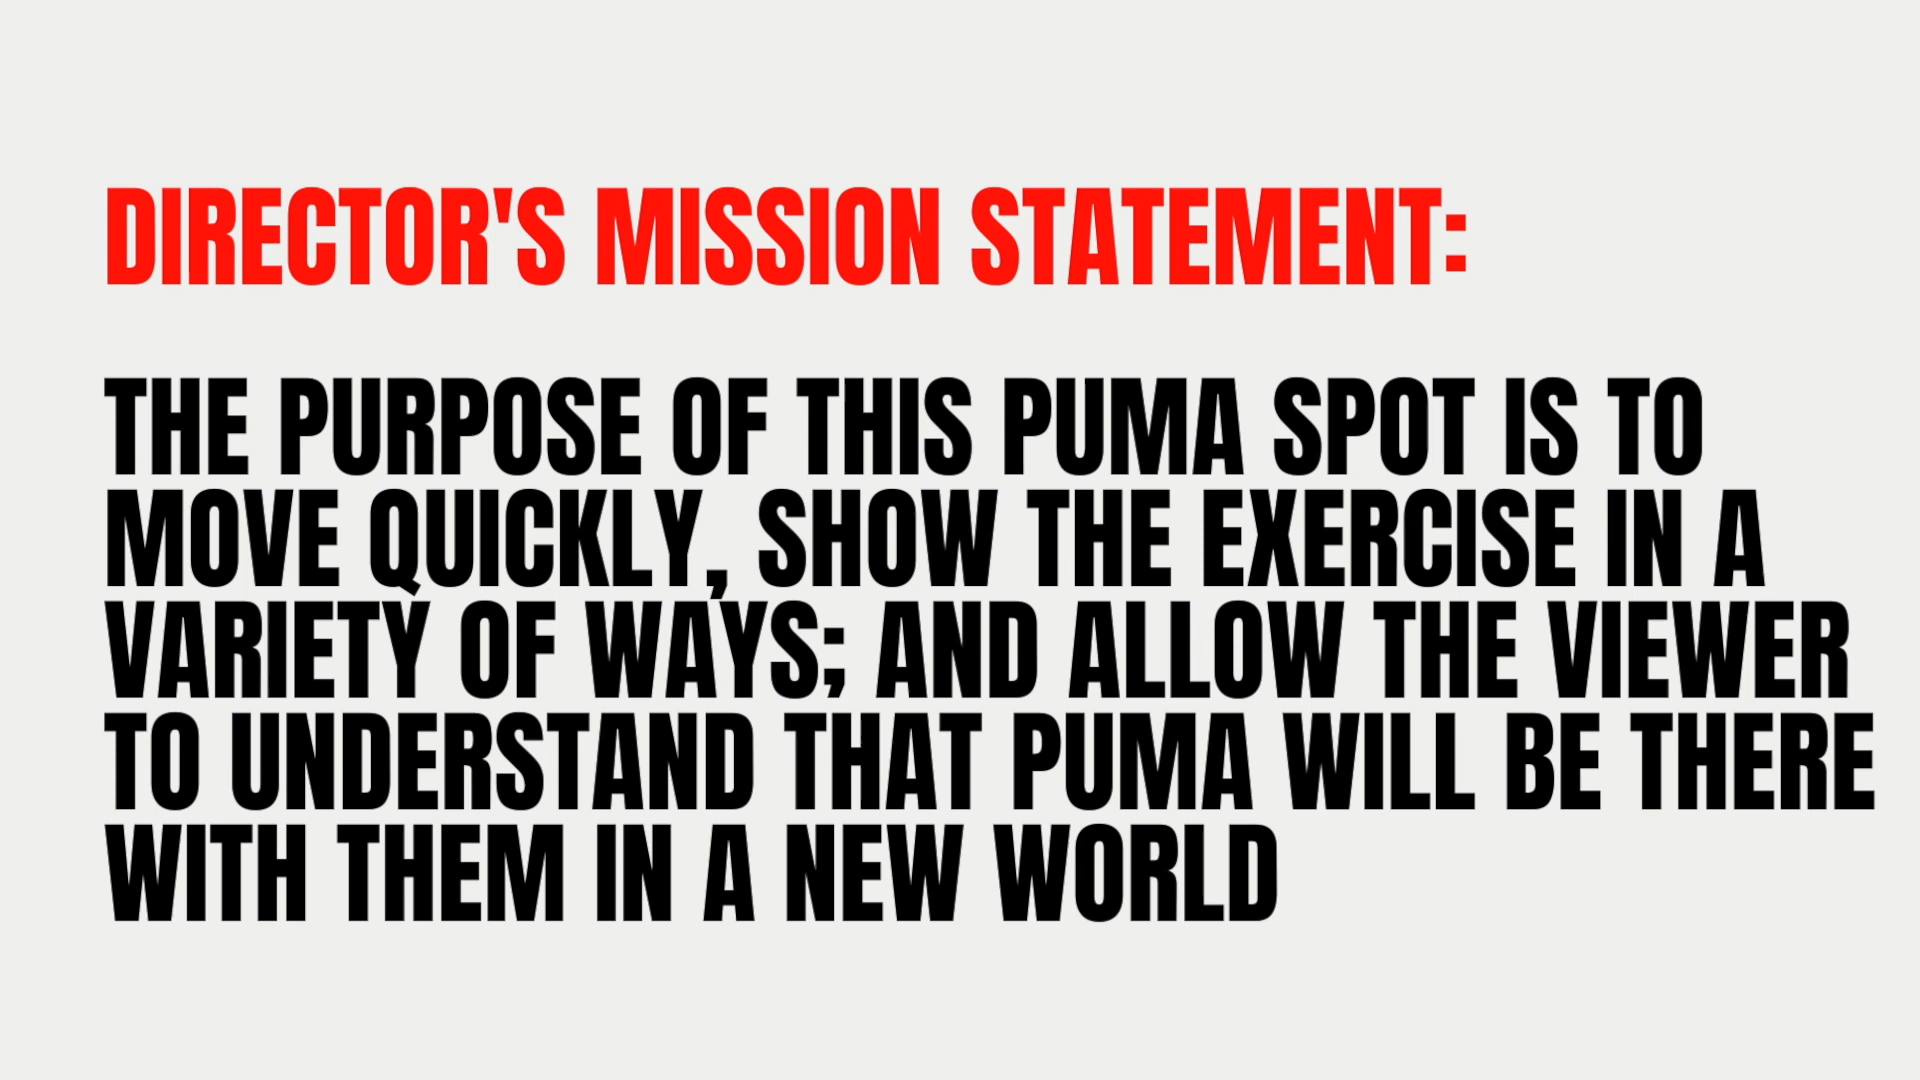 DIRECTOR'S MISSION STATEMENT:
THE PURPOSE OF THIS PUMA SPOT IS TO
MOVE QUICKLY, SHOW THE EXERCISE IN A
VARIETY OF WAYS; AND ALLOW THE VIEWER
TO UNDERSTAND THAT PUMA WILL BE THERE
WITH THEM IN A NEW WORLD